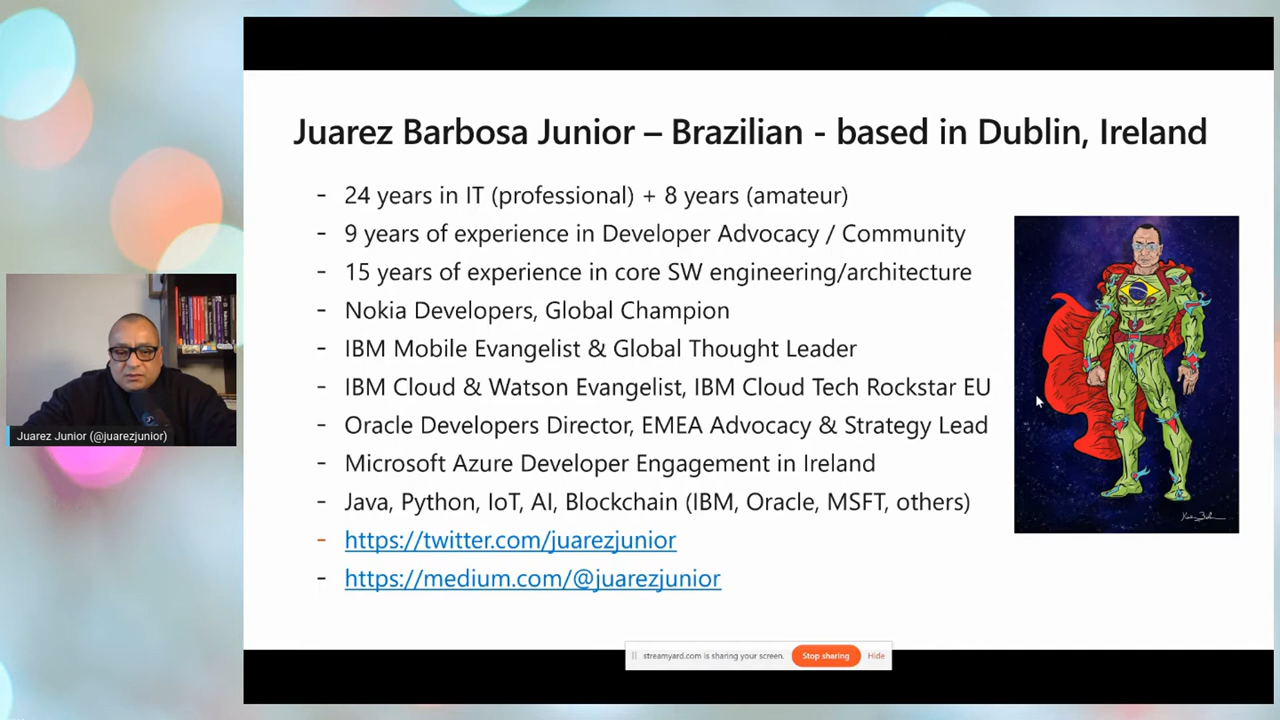 Juarez Barbosa Junior – Brazilian - based in Dublin, Ireland
- 24 years in IT (professional) + 8 years (amateur)
- 9 years of experience in Developer Advocacy / Community
- 15 years of experience in core SW engineering/architecture
- Nokia Developers, Global Champion
- IBM Mobile Evangelist & Global Thought Leader
- IBM Cloud & Watson Evangelist, IBM Cloud Tech Rockstar EU
- Oracle Developers Director, EMEA Advocacy & Strategy Lead
- Microsoft Azure Developer Engagement in Ireland
- Java, Python, IoT, AI, Blockchain (IBM, Oracle, MSFT, others)
- https://twitter.com/juarezjunior
- https://medium.com/@juarezjunior
Juarez Junior (@juarezjunior)
streamyard.com is sharing your screen.
Stop sharing
Hide